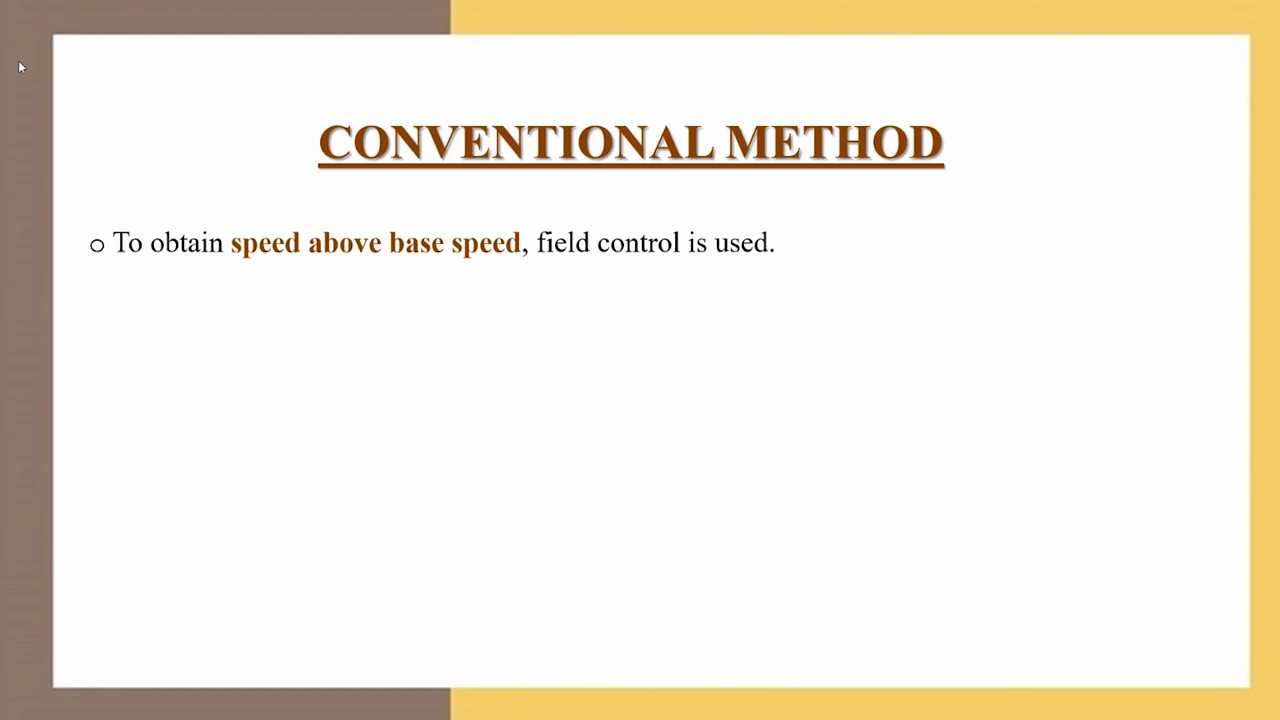 CONVENTIONAL METHOD
o To obtain speed above base speed, field control is used.